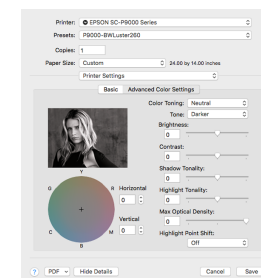 Printer: EPSON SC-P9000 Series
Presets: P9000-BWLuster260
Copies: 1
Paper Size: Custom 24.00 by 14.00 inches
Printer Settings
Basic Advanced Color Settings
Color Toning: Neutral
Tone: Darker
Brightness:
0
Contrast:
0
Shadow Tonality:
0
Highlight Tonality:
0
Max Optical Density:
0
Highlight Point Shift:
Off
Y
G R
C M
B
Horizontal
0
Vertical
0
? PDF Hide Details Cancel Save